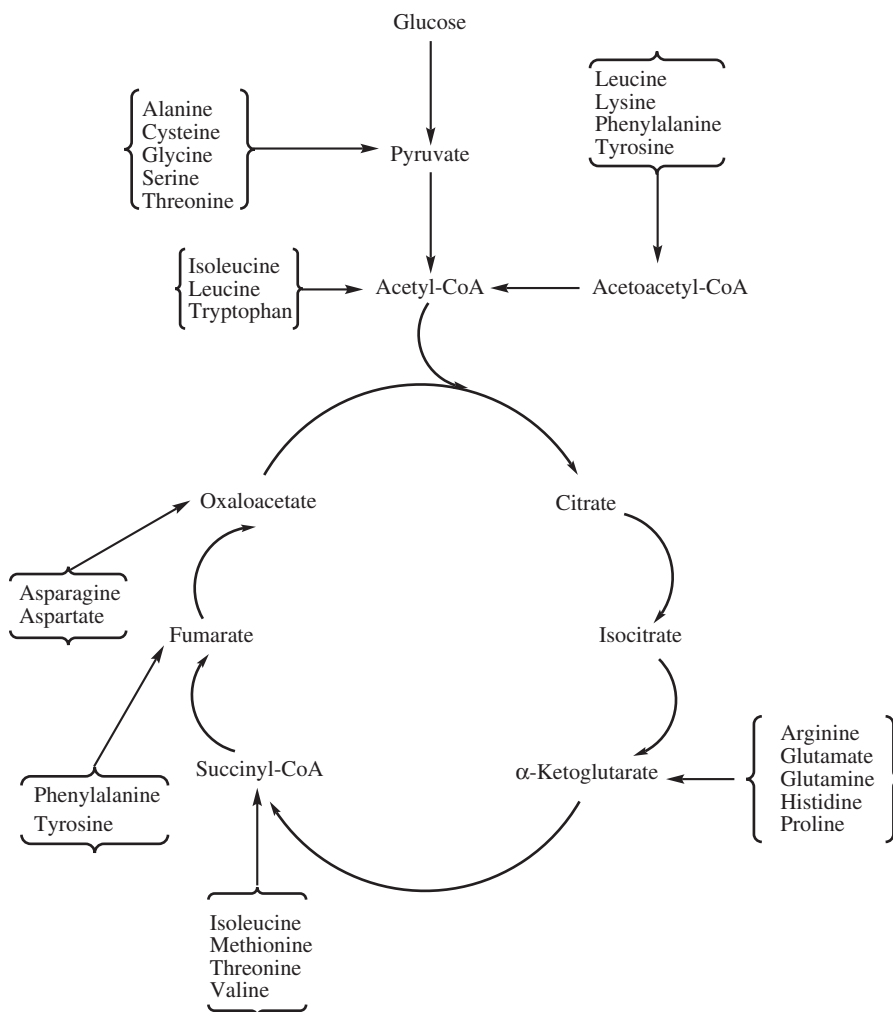 Glucose
Alanine
Cysteine
Glycine
Serine
Threonine
Pyruvate
Leucine
Lysine
Phenylalanine
Tyrosine
Isoleucine
Leucine
Tryptophan
Acetyl-CoA
Acetoacetyl-CoA
Oxaloacetate
Citrate
Asparagine
Aspartate
Fumarate
Isocitrate
Phenylalanine
Tyrosine
Succinyl-CoA
α-Ketoglutarate
Arginine
Glutamate
Glutamine
Histidine
Proline
Isoleucine
Methionine
Threonine
Valine